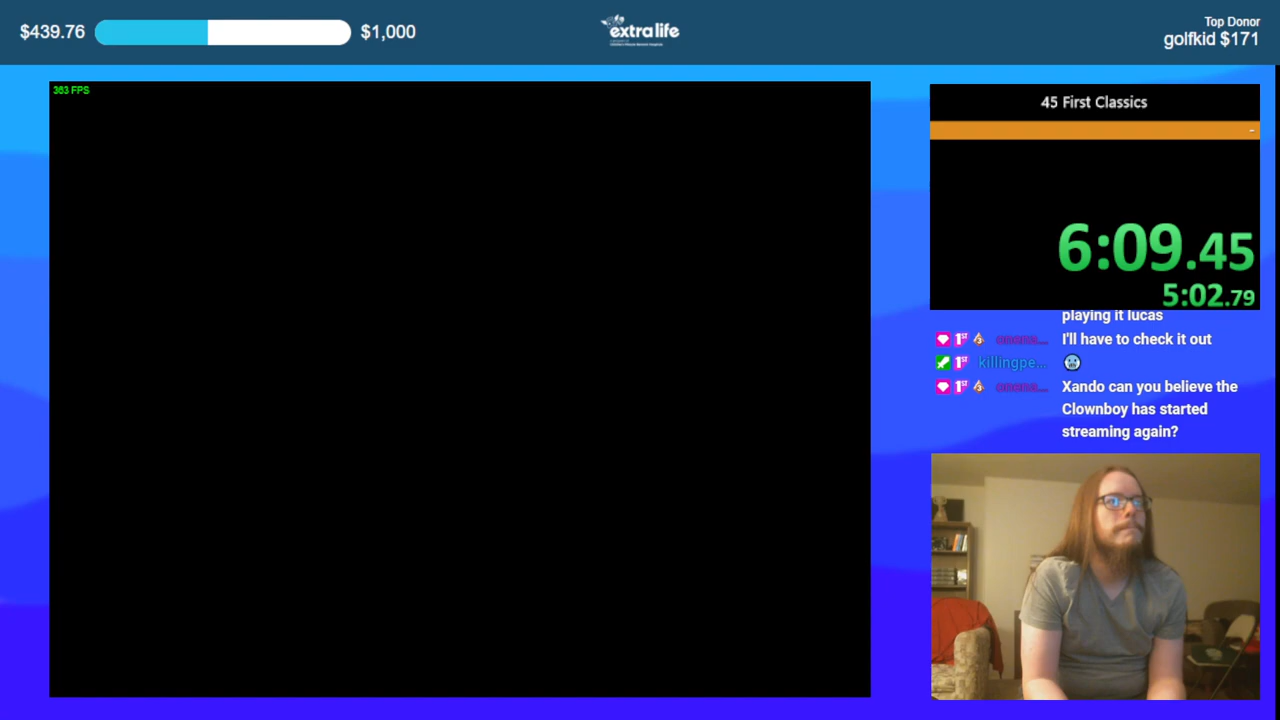 $439.76
$1,000
extralife
Top Donor
golfkid $171
363 FPS
45 First Classics
-
6:09.45
5:02.79
playing it lucas
I'll have to check it out
killingpe...
Xando can you believe the
Clownboy has started
streaming again?